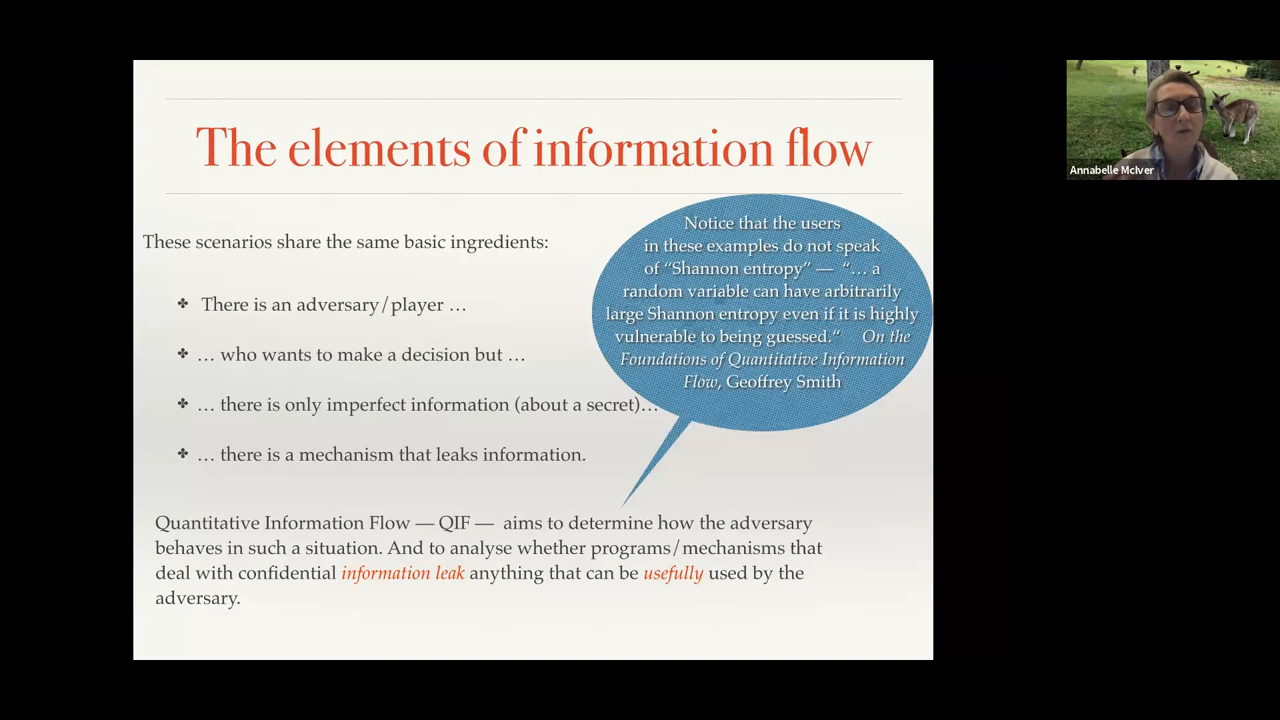 The elements of information flow
These scenarios share the same basic ingredients:
✤ There is an adversary/player …
✤ … who wants to make a decision but …
✤ … there is only imperfect information (about a secret)…
✤ … there is a mechanism that leaks information.
Notice that the users
in these examples do not speak
of “Shannon entropy” — “… a
random variable can have arbitrarily
large Shannon entropy even if it is highly
vulnerable to being guessed.“ On the
Foundations of Quantitative Information
Flow, Geoffrey Smith
Quantitative Information Flow — QIF — aims to determine how the adversary
behaves in such a situation. And to analyse whether programs/mechanisms that
deal with confidential information leak anything that can be usefully used by the
adversary.
Annabelle McIver